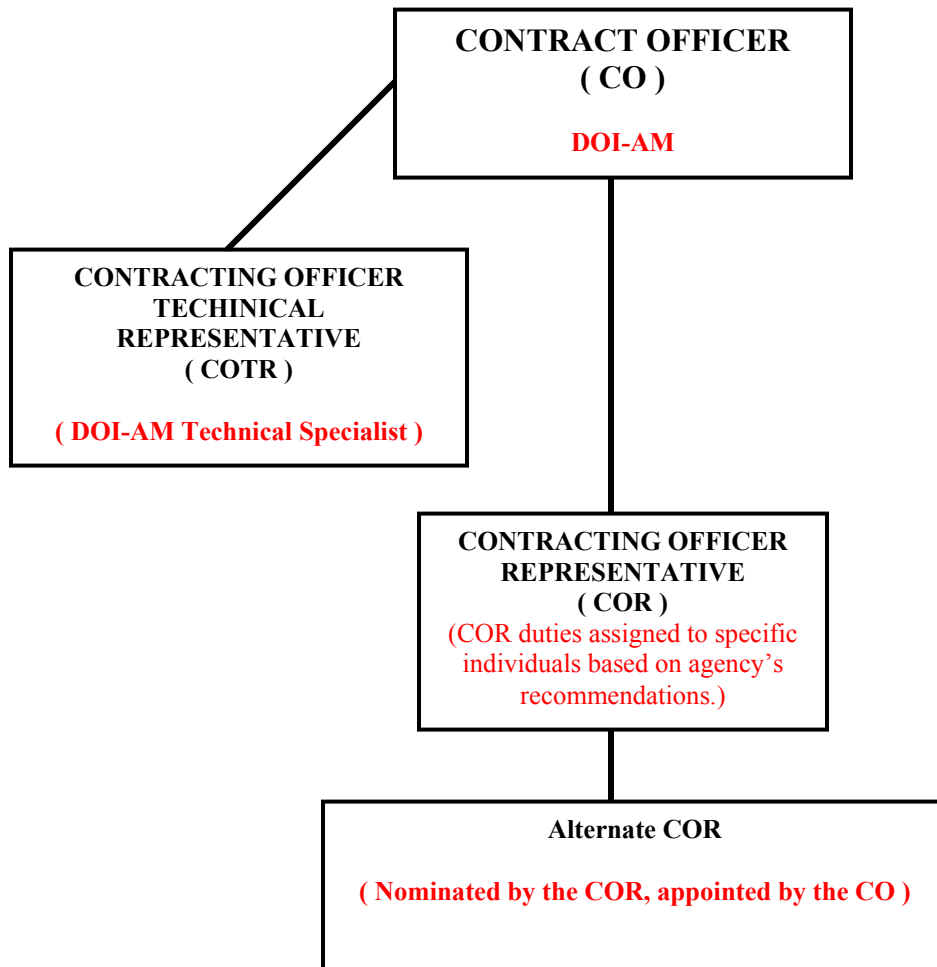 CONTRACT OFFICER
( CO )
DOI-AM
CONTRACTING OFFICER
TECHINICAL
REPRESENTATIVE
( COTR )
( DOI-AM Technical Specialist )
CONTRACTING OFFICER
REPRESENTATIVE
( COR )
(COR duties assigned to specific
individuals based on agency’s
recommendations.)
Alternate COR
( Nominated by the COR, appointed by the CO )